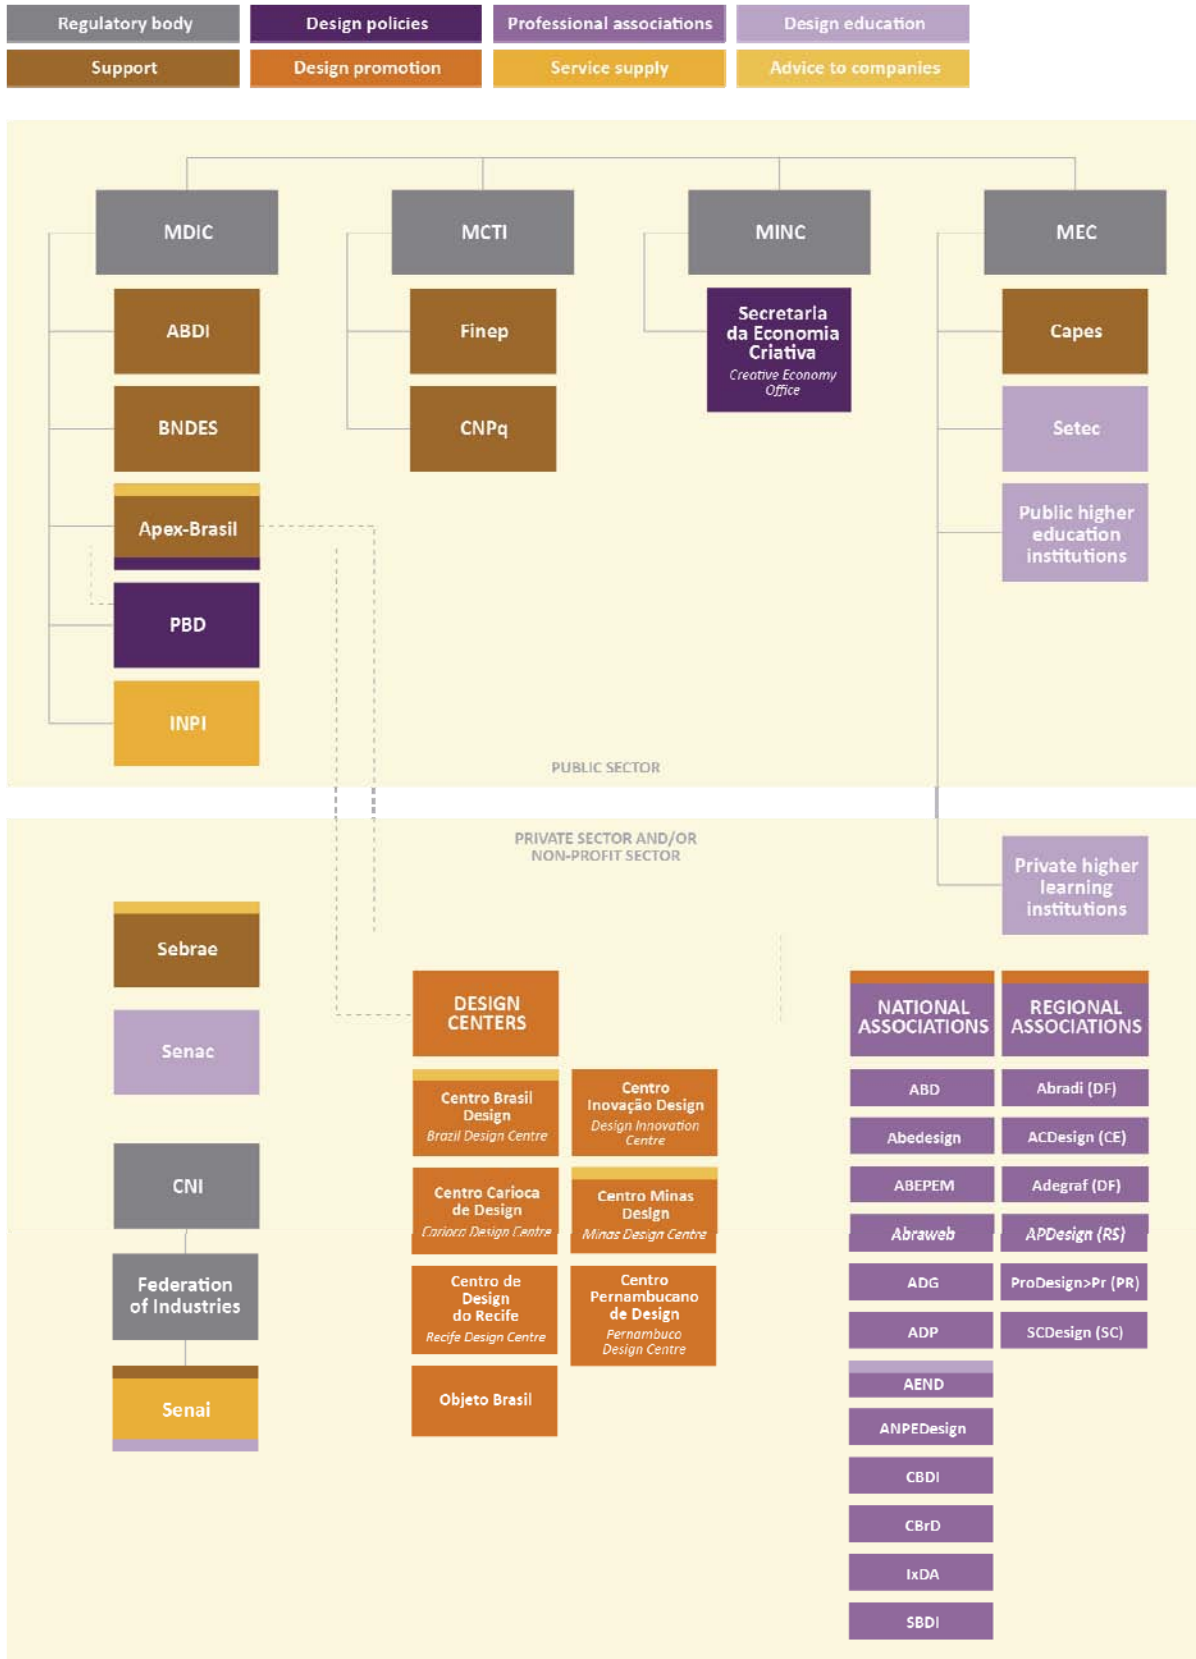 Regulatory body
Design policies
Professional associations
Design education
Support
Design promotion
Service supply
Advice to companies
MDIC
MCTI
MINC
MEC
ABDI
BNDES
Apex-Brasil
PBD
INPI
Finep
CNPq
Secretaria
da Economia
Criativa
Creative Economy
Office
Capes
Setec
Public higher
education
institutions
PUBLIC SECTOR
PRIVATE SECTOR AND/OR
NON-PROFIT SECTOR
Private higher
learning
institutions
Sebrae
Senac
CNI
Federation
of Industries
Senai
DESIGN
CENTERS
Centro Brasil
Design
Brazil Design Centre
Centro
Inovação Design
Design Innovation
Centre
Centro Carioca
de Design
Carioca Design Centre
Centro Minas
Design
Minas Design Centre
Centro de
Design
do Recife
Recife Design Centre
Centro
Pernambucano
de Design
Pernambuco
Design Centre
Objeto Brasil
NATIONAL
ASSOCIATIONS
ABD
Abedesign
ABEPEM
Abraweb
ADG
ADP
AEND
ANPEDesign
CBDI
CBrD
IxDA
SBDI
REGIONAL
ASSOCIATIONS
Abradi (DF)
ACDesign (CE)
Adegraf (DF)
APDesign (RS)
ProDesign>Pr (PR)
SCDesign (SC)